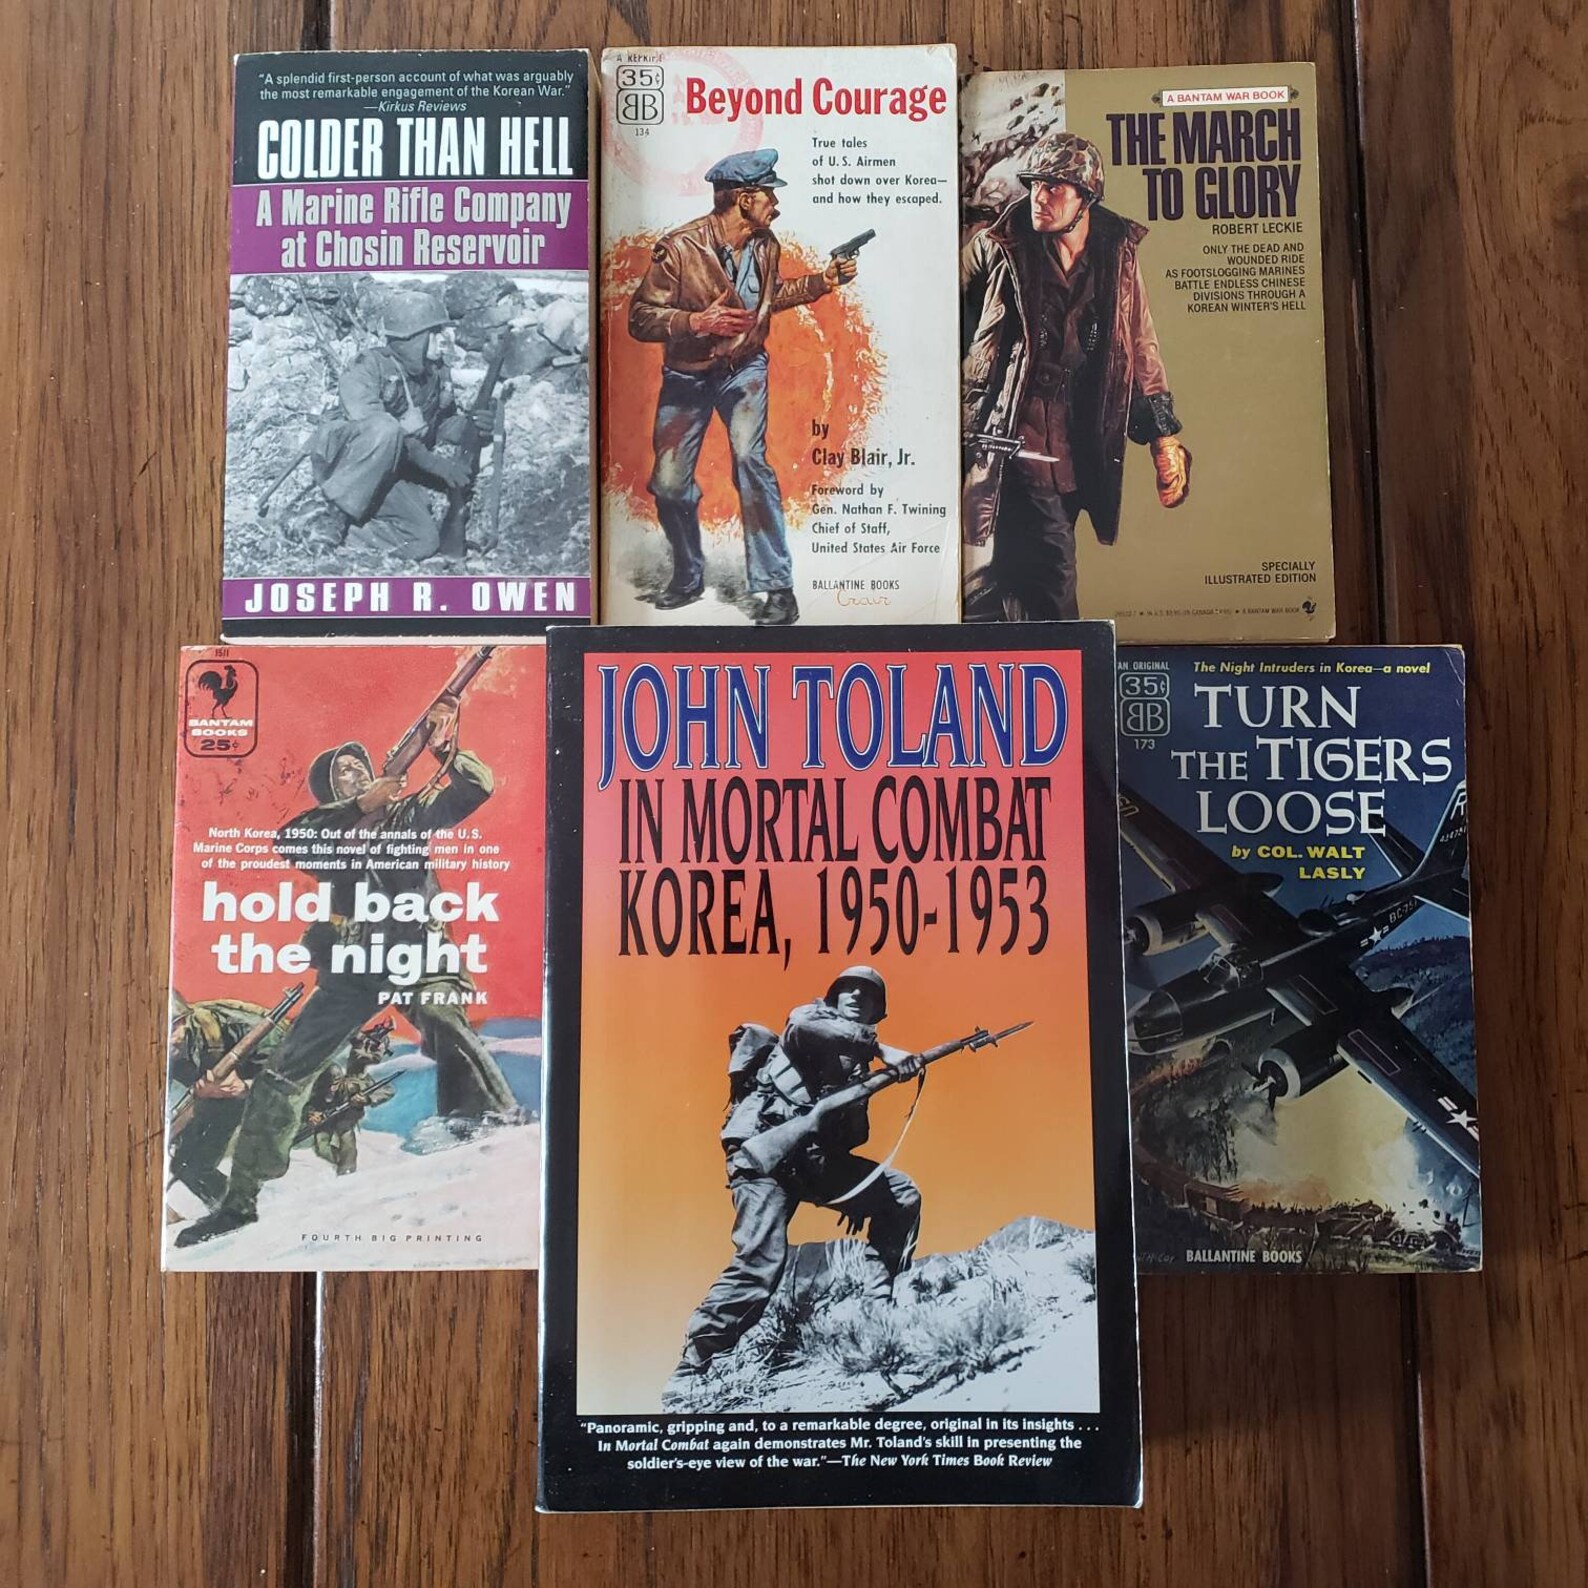 "A splendid first-person account of what was arguably
the most remarkable engagement of the Korean War."
—Kirkus Reviews
COLDER THAN HELL
A Marine Rifle Company
at Chosin Reservoir
JOSEPH R. OWEN
A REPRINT
35¢
BB
134
Beyond Courage
True tales
of U.S. Airmen
shot down over Korea—
and how they escaped.
by
Clay Blair, Jr.
Foreword by
Gen. Nathan F. Twining
Chief of Staff,
United States Air Force
BALLANTINE BOOKS
A BANTAM WAR BOOK
THE MARCH
TO GLORY
ROBERT LECKIE
ONLY THE DEAD AND
WOUNDED RIDE
AS FOOTSLOGGING MARINES
BATTLE ENDLESS CHINESE
DIVISIONS THROUGH A
KOREAN WINTER'S HELL
SPECIALLY
ILLUSTRATED EDITION
A BANTAM WAR BOOK
1511
BANTAM
BOOKS
25¢
North Korea, 1950: Out of the annals of the U.S.
Marine Corps comes this novel of fighting men in one
of the proudest moments in American military history
hold back
the night
PAT FRANK
FOURTH BIG PRINTING
JOHN TOLAND
IN MORTAL COMBAT
KOREA, 1950-1953
"Panoramic, gripping and, to a remarkable degree, original in its insights . . .
In Mortal Combat again demonstrates Mr. Toland's skill in presenting the
soldier's-eye view of the war."—The New York Times Book Review
AN ORIGINAL
35¢
BB
173
The Night Intruders in Korea—a novel
TURN
THE TIGERS
LOOSE
by COL. WALT
LASLY
BALLANTINE BOOKS